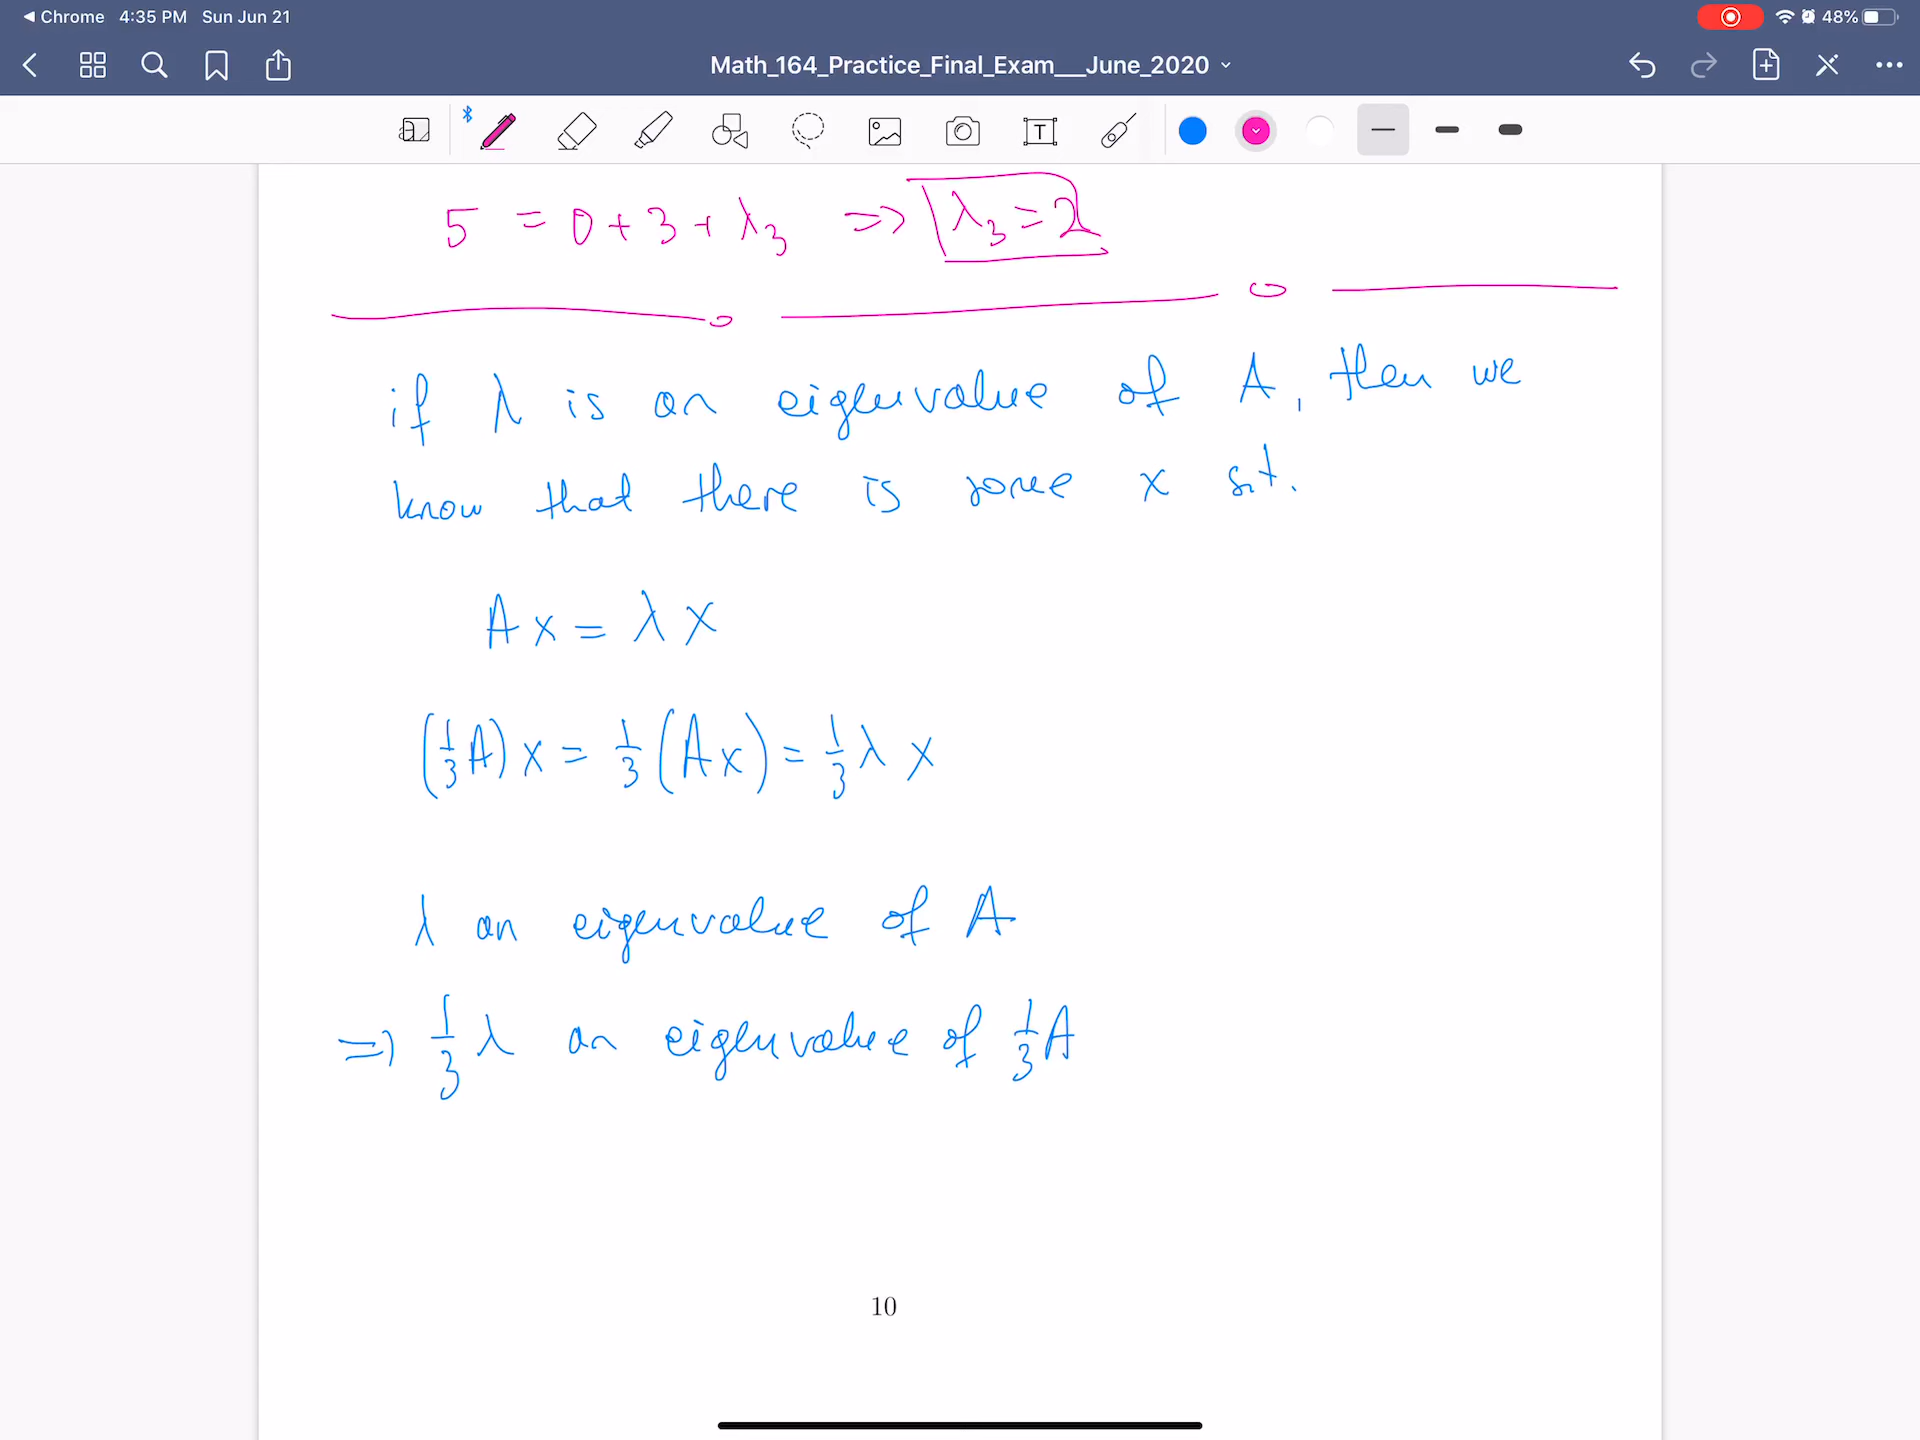 ◀ Chrome 4:35 PM Sun Jun 21 48%
Math_164_Practice_Final_Exam___June_2020
5 = 0 + 3 + λ₃ => λ₃ = 2
if λ is an eigenvalue of A, then we
know that there is some x s.t.
Ax = λx
(1/3 A)x = 1/3 (Ax) = 1/3 λ x
λ an eigenvalue of A
=> 1/3 λ an eigenvalue of 1/3 A
10